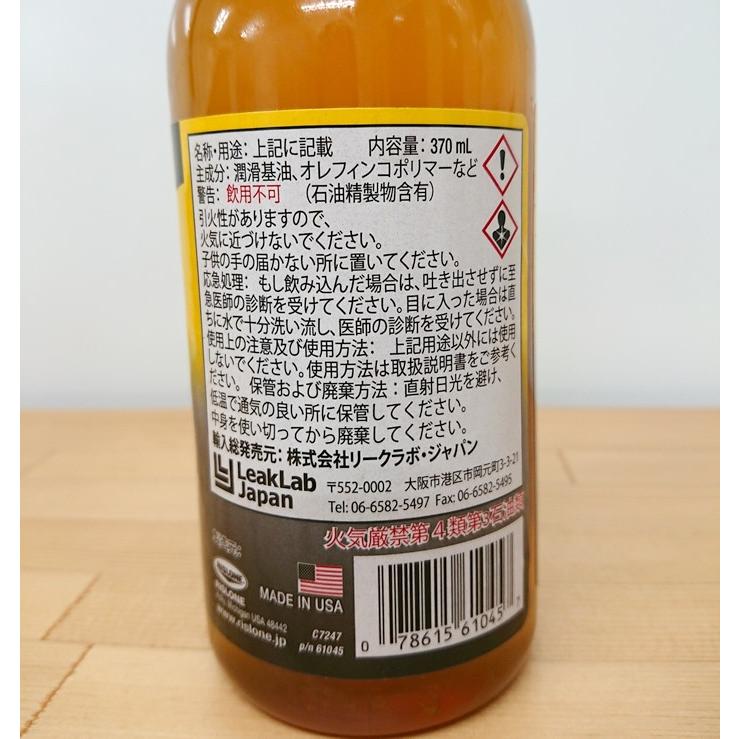 名称・用途：上記に記載　内容量：370 mL
主成分：潤滑基油、オレフィンコポリマーなど
警告：飲用不可　（石油精製物含有）
引火性がありますので、
火気に近づけないでください。
子供の手の届かない所に置いてください。
応急処理：もし飲み込んだ場合は、吐き出させずに至
急医師の診断を受けてください。目に入った場合は直
ちに水で十分洗い流し、医師の診断を受けてください。
使用上の注意及び使用方法：上記用途以外には使用
しないでください。使用方法は取扱説明書をご参考く
ださい。保管および廃棄方法：直射日光を避け、
低温で通気の良い所に保管してください。
中身を使い切ってから廃棄してください。
輸入総発売元：株式会社リークラボ・ジャパン
LeakLab
Japan
〒552-0002　大阪市港区市岡元町3-3-21
Tel: 06-6582-5497 Fax: 06-6582-5495
火気厳禁第4類第3石油類
RISLONE
RISLONE
Michigan USA 48442
www.rislone.jp
MADE IN USA
C7247
p/n 61045
0 78615 61045 7